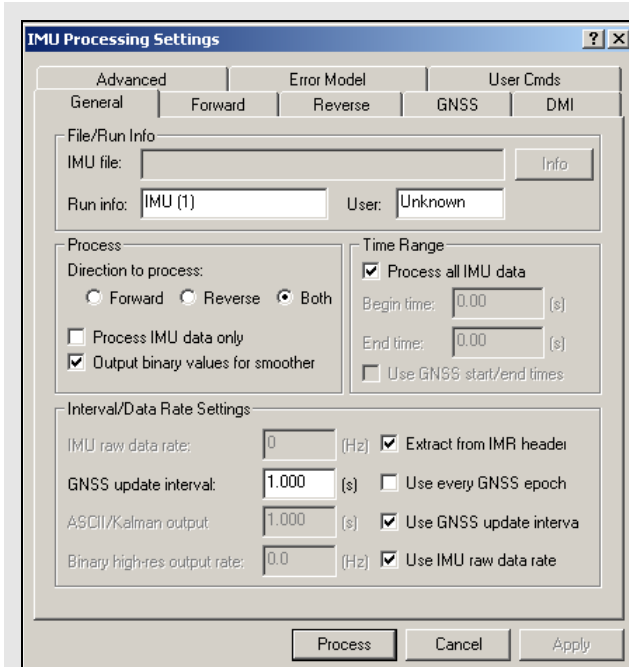 IMU Processing Settings
Advanced Error Model User Cmds
General Forward Reverse GNSS DMI
File/Run Info
IMU file: Info
Run info: IMU (1) User: Unknown
Process
Direction to process:
Forward Reverse Both
Process IMU data only
Output binary values for smoother
Time Range
Process all IMU data
Begin time: 0.00 (s)
End time: 0.00 (s)
Use GNSS start/end times
Interval/Data Rate Settings
IMU raw data rate: 0 (Hz) Extract from IMR header
GNSS update interval: 1.000 (s) Use every GNSS epoch
ASCII/Kalman output 1.000 (s) Use GNSS update interva
Binary high-res output rate: 0.0 (Hz) Use IMU raw data rate
Process Cancel Apply